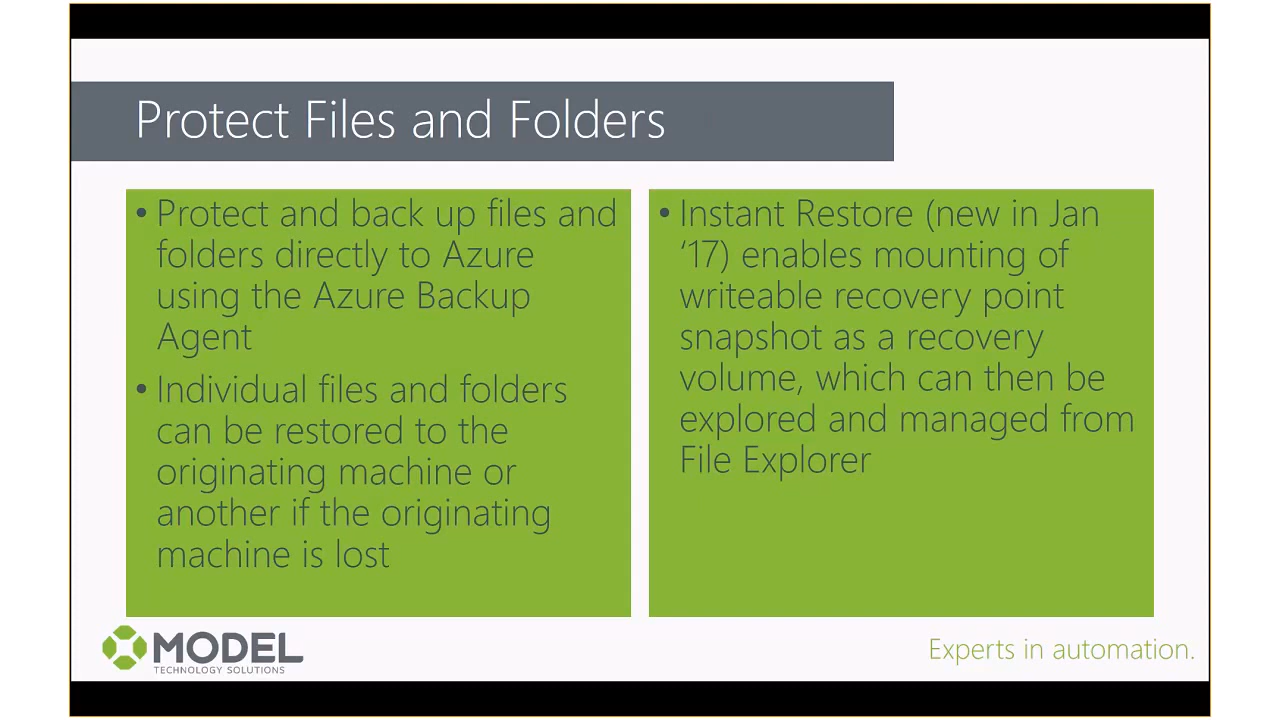 Protect Files and Folders
• Protect and back up files and
folders directly to Azure
using the Azure Backup
Agent
• Individual files and folders
can be restored to the
originating machine or
another if the originating
machine is lost
• Instant Restore (new in Jan
‘17) enables mounting of
writeable recovery point
snapshot as a recovery
volume, which can then be
explored and managed from
File Explorer
MODEL
TECHNOLOGY SOLUTIONS
Experts in automation.